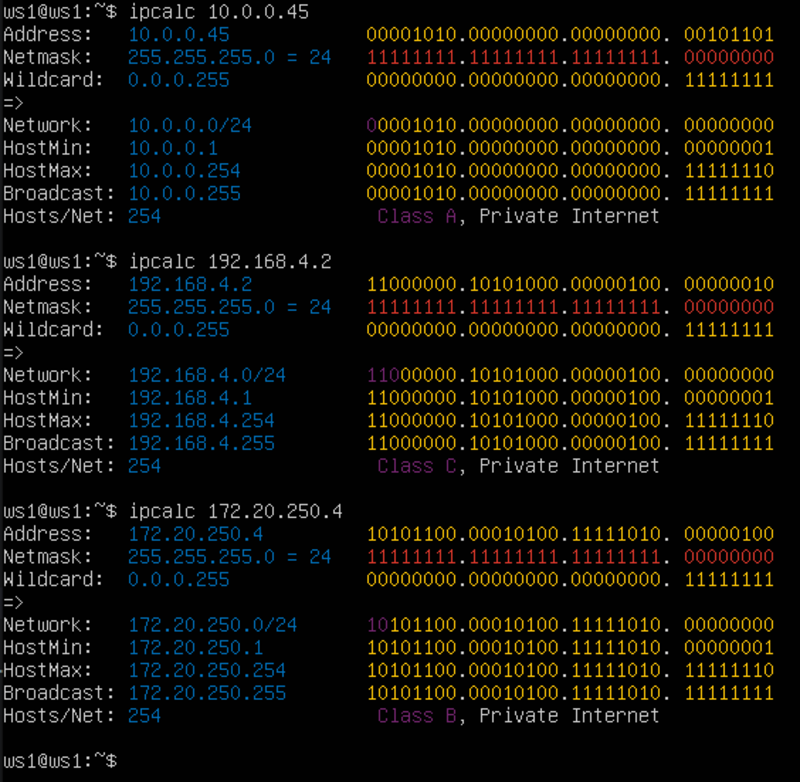 ws1@ws1:~$ ipcalc 10.0.0.45
Address: 10.0.0.45 00001010.00000000.00000000. 00101101
Netmask: 255.255.255.0 = 24 11111111.11111111.11111111. 00000000
Wildcard: 0.0.0.255 00000000.00000000.00000000. 11111111
=>
Network: 10.0.0.0/24 00001010.00000000.00000000. 00000000
HostMin: 10.0.0.1 00001010.00000000.00000000. 00000001
HostMax: 10.0.0.254 00001010.00000000.00000000. 11111110
Broadcast: 10.0.0.255 00001010.00000000.00000000. 11111111
Hosts/Net: 254 Class A, Private Internet
ws1@ws1:~$ ipcalc 192.168.4.2
Address: 192.168.4.2 11000000.10101000.00000100. 00000010
Netmask: 255.255.255.0 = 24 11111111.11111111.11111111. 00000000
Wildcard: 0.0.0.255 00000000.00000000.00000000. 11111111
=>
Network: 192.168.4.0/24 11000000.10101000.00000100. 00000000
HostMin: 192.168.4.1 11000000.10101000.00000100. 00000001
HostMax: 192.168.4.254 11000000.10101000.00000100. 11111110
Broadcast: 192.168.4.255 11000000.10101000.00000100. 11111111
Hosts/Net: 254 Class C, Private Internet
ws1@ws1:~$ ipcalc 172.20.250.4
Address: 172.20.250.4 10101100.00010100.11111010. 00000100
Netmask: 255.255.255.0 = 24 11111111.11111111.11111111. 00000000
Wildcard: 0.0.0.255 00000000.00000000.00000000. 11111111
=>
Network: 172.20.250.0/24 10101100.00010100.11111010. 00000000
HostMin: 172.20.250.1 10101100.00010100.11111010. 00000001
HostMax: 172.20.250.254 10101100.00010100.11111010. 11111110
Broadcast: 172.20.250.255 10101100.00010100.11111010. 11111111
Hosts/Net: 254 Class B, Private Internet
ws1@ws1:~$